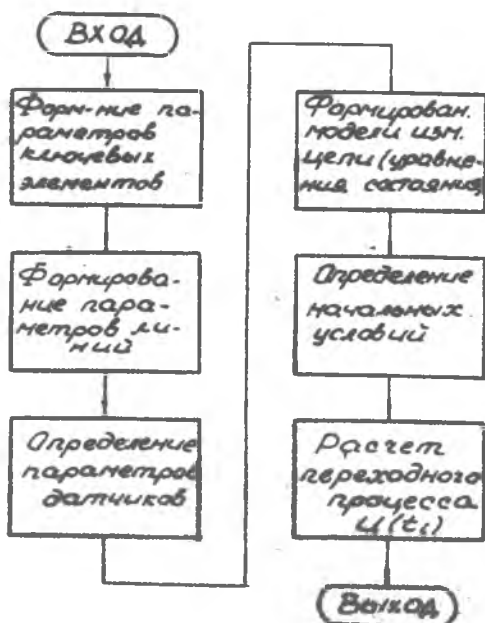 ВХОД
Форм-ние па-
раметров
ключевых
элементов
Формирова-
ние пара-
метров ли-
ний
Определение
параметров
датчиков
Формирован.
модели изм.
цепи (уравне-
ния состояния)
Определение
начальных
условий
Расчет
переходного
процесса
U(ti)
ВЫХОД